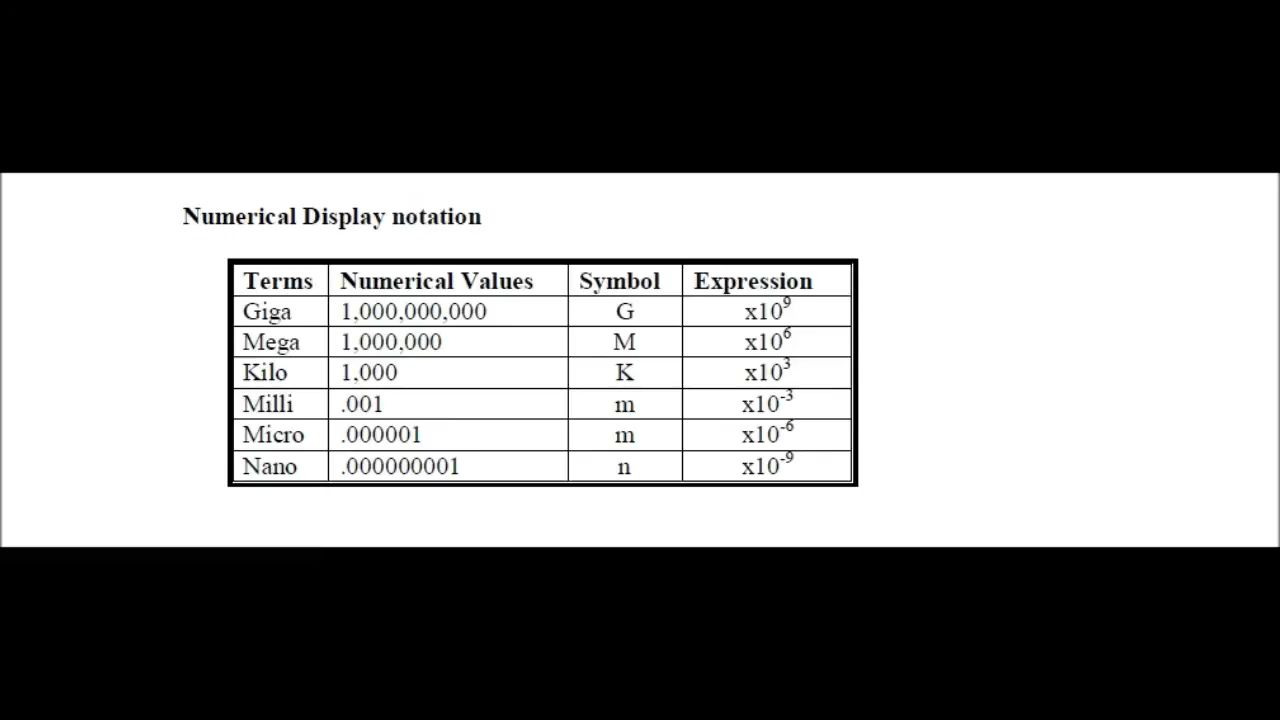 Numerical Display notation
Terms Numerical Values Symbol Expression
Giga 1,000,000,000 G x10⁹
Mega 1,000,000 M x10⁶
Kilo 1,000 K x10³
Milli .001 m x10⁻³
Micro .000001 m x10⁻⁶
Nano .000000001 n x10⁻⁹